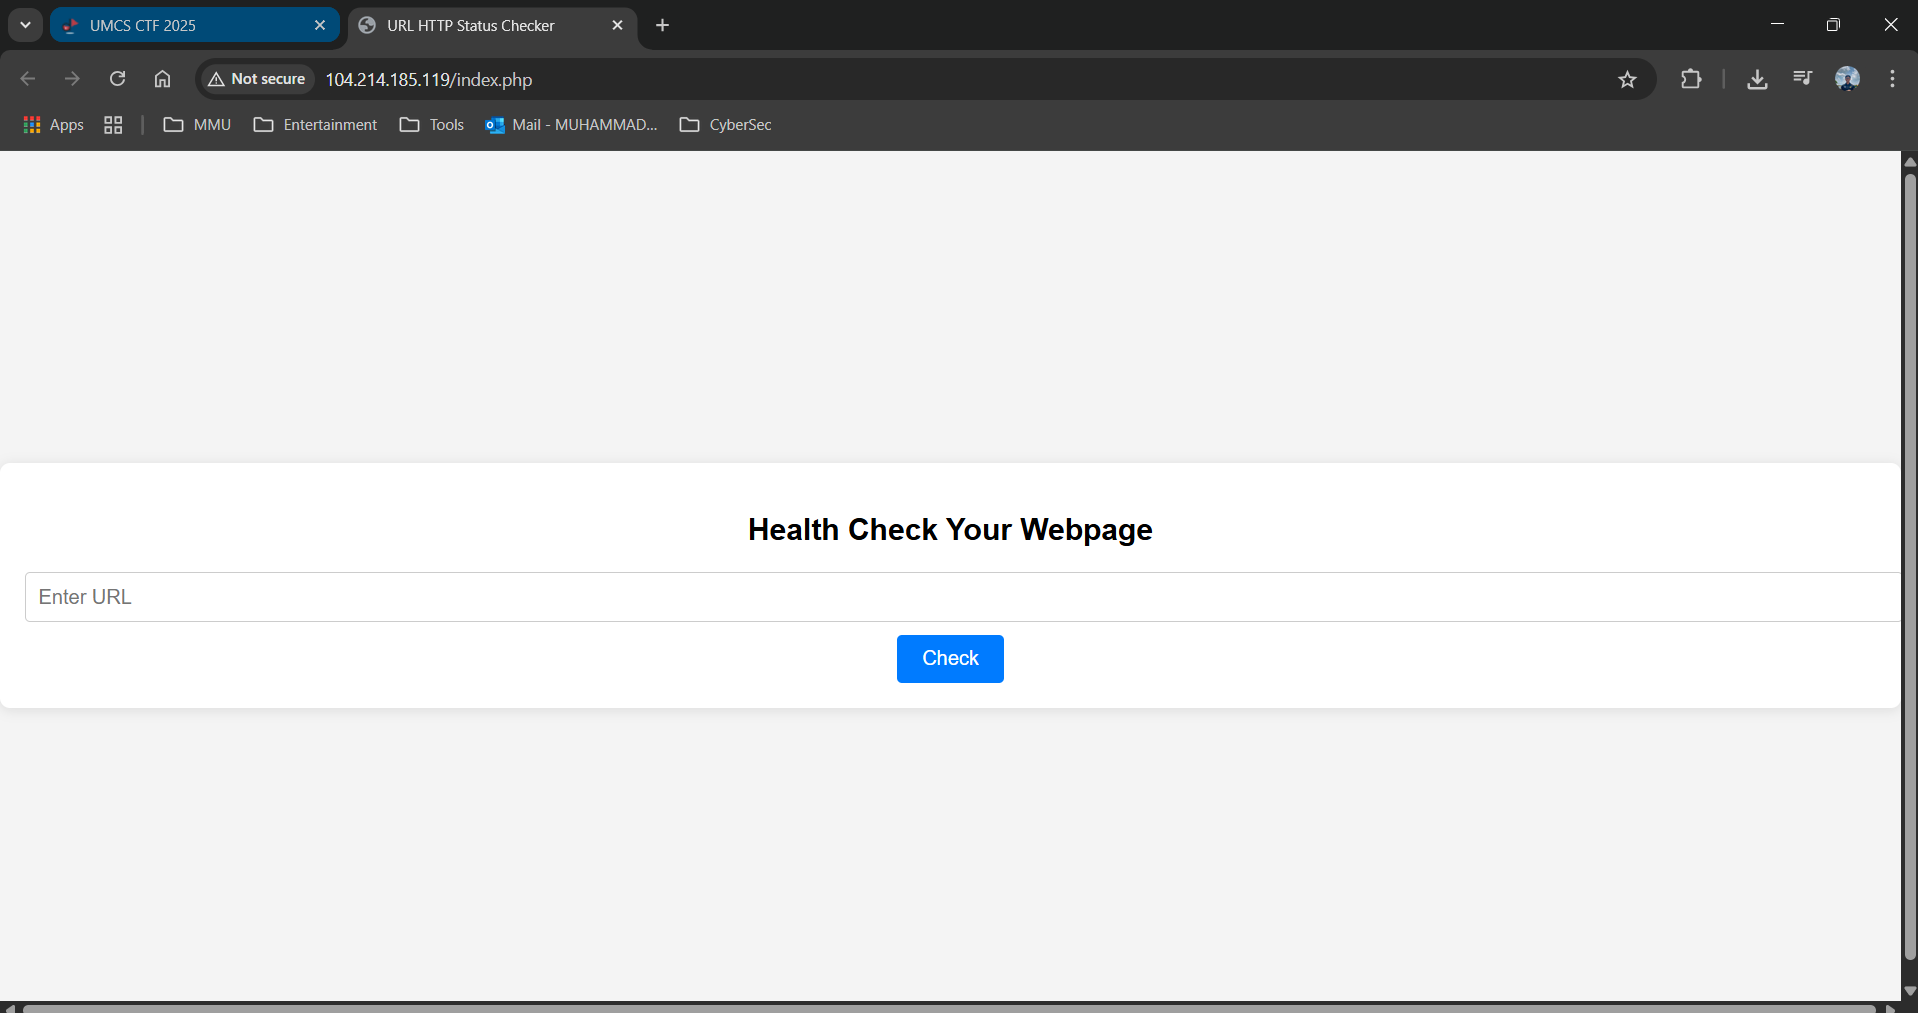 UMCS CTF 2025
URL HTTP Status Checker
Not secure
104.214.185.119/index.php
Apps
MMU
Entertainment
Tools
Mail - MUHAMMAD...
CyberSec
Health Check Your Webpage
Enter URL
Check